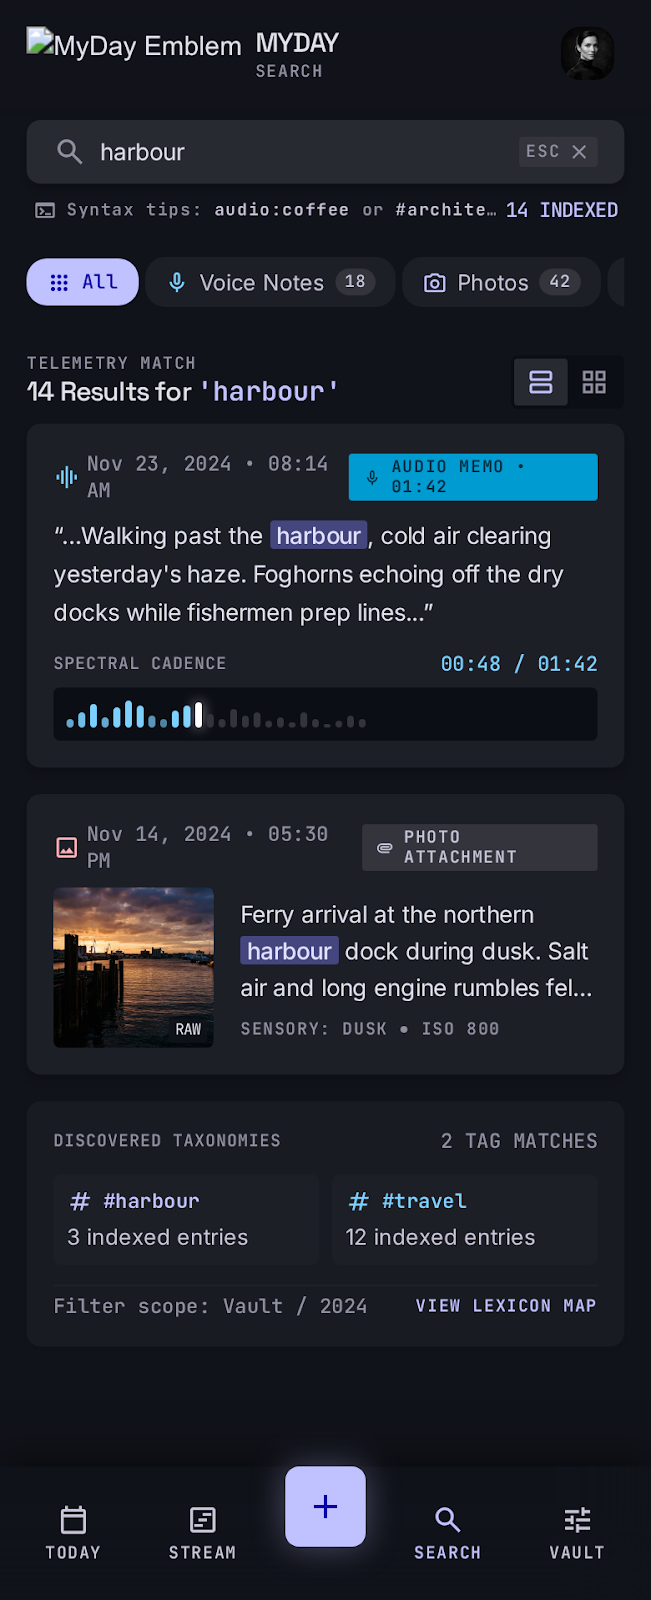 MyDay Emblem
MYDAY
SEARCH
harbour
ESC
Syntax tips: audio:coffee or #archite…
14 INDEXED
All
Voice Notes 18
Photos 42
TELEMETRY MATCH
14 Results for 'harbour'
Nov 23, 2024 • 08:14
AM
AUDIO MEMO •
01:42
“...Walking past the harbour, cold air clearing
yesterday's haze. Foghorns echoing off the dry
docks while fishermen prep lines...”
SPECTRAL CADENCE
00:48 / 01:42
Nov 14, 2024 • 05:30
PM
PHOTO
ATTACHMENT
Ferry arrival at the northern
harbour dock during dusk. Salt
air and long engine rumbles fel…
RAW
SENSORY: DUSK • ISO 800
DISCOVERED TAXONOMIES
2 TAG MATCHES
# #harbour
3 indexed entries
# #travel
12 indexed entries
Filter scope: Vault / 2024
VIEW LEXICON MAP
TODAY
STREAM
SEARCH
VAULT